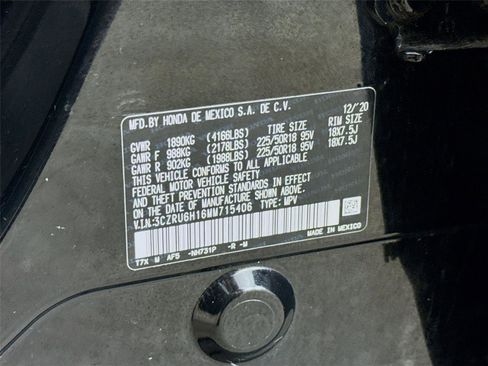 MFD.BY HONDA DE MEXICO S.A. DE C.V. 12/'20
GVWR 1890KG (4166LBS) TIRE SIZE RIM SIZE
GAWR F 988KG (2178LBS) 225/50R18 95V 18X7.5J
GAWR R 902KG (1988LBS) 225/50R18 95V 18X7.5J
THIS VEHICLE CONFORMS TO ALL APPLICABLE
FEDERAL MOTOR VEHICLE SAFETY STANDARDS IN
EFFECT ON THE DATE OF MANUFACTURE SHOWN ABOVE.
V.I.N:3CZRU6H16MM715406 TYPE: MPV
T7X M AF5 -NH731P -R -M MADE IN MEXICO